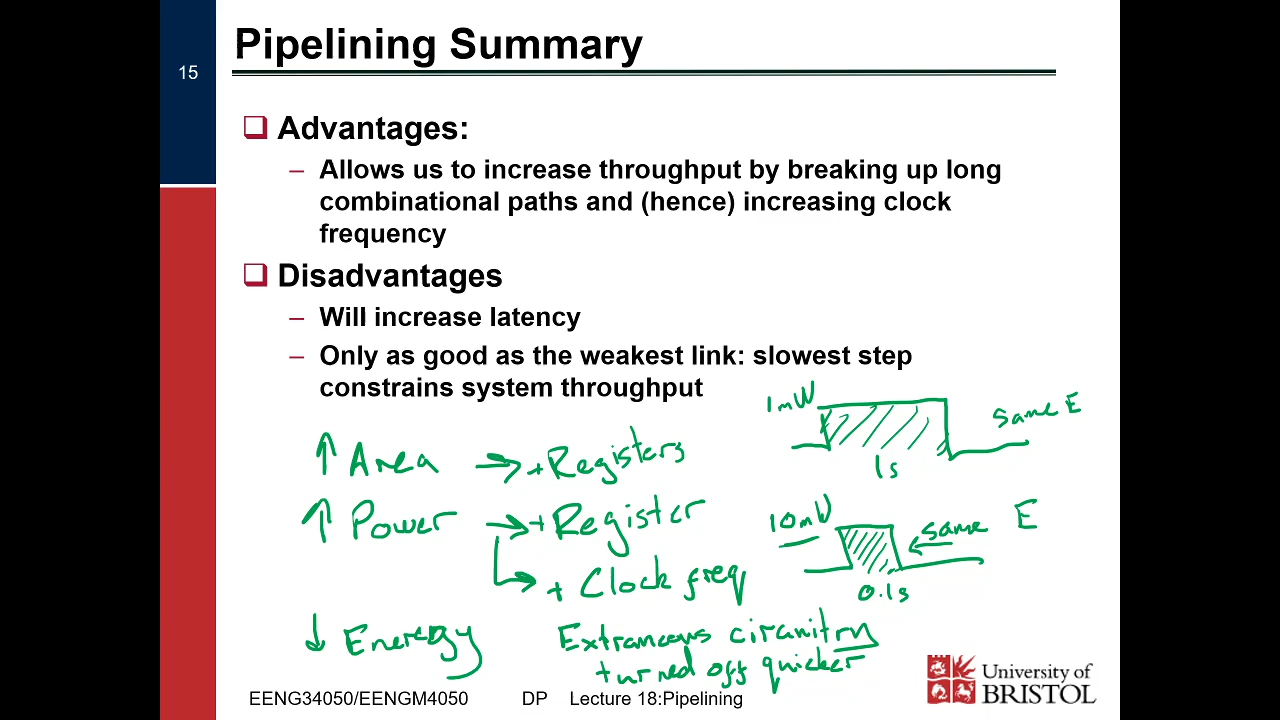 Pipelining Summary
15
❑ Advantages:
– Allows us to increase throughput by breaking up long
combinational paths and (hence) increasing clock
frequency
❑ Disadvantages
– Will increase latency
– Only as good as the weakest link: slowest step
constrains system throughput
1mW
same E
1s
↑ Area → + Registers
↑ Power → + Register
10mW
same E
→ + Clock freq
0.1s
↓ Energy
Extraneous circuitry
turned off quicker
EENG34050/EENGM4050 DP Lecture 18:Pipelining
University of
BRISTOL